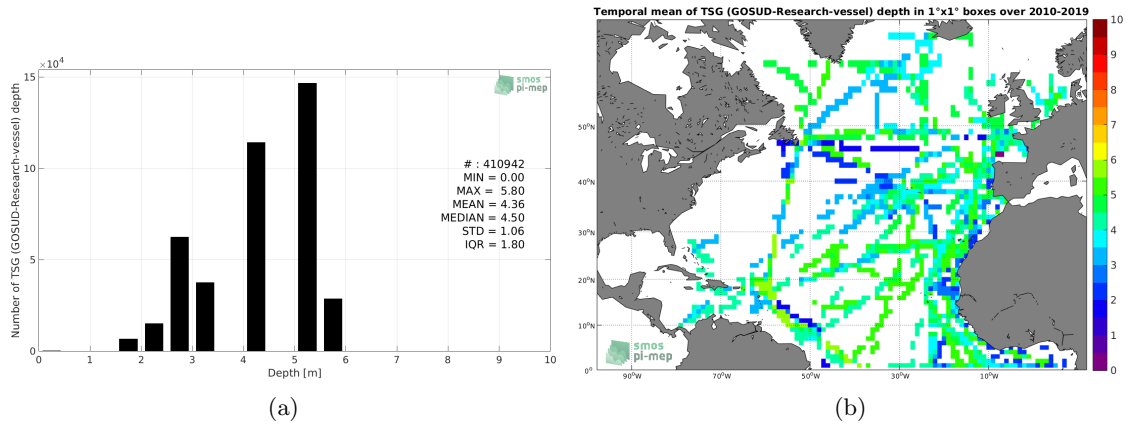 ×10⁴
15
10
5
0
Number of TSG (GOSUD-Research-vessel) depth
smos
pi-mep
# : 410942
MIN = 0.00
MAX = 5.80
MEAN = 4.36
MEDIAN = 4.50
STD = 1.06
IQR = 1.80
0 1 2 3 4 5 6 7 8 9 10
Depth [m]
(a)
Temporal mean of TSG (GOSUD-Research-vessel) depth in 1°x1° boxes over 2010-2019
50°N
40°N
30°N
20°N
10°N
0°
90°W 70°W 50°W 30°W 10°W
smos
pi-mep
10
9
8
7
6
5
4
3
2
1
0
(b)